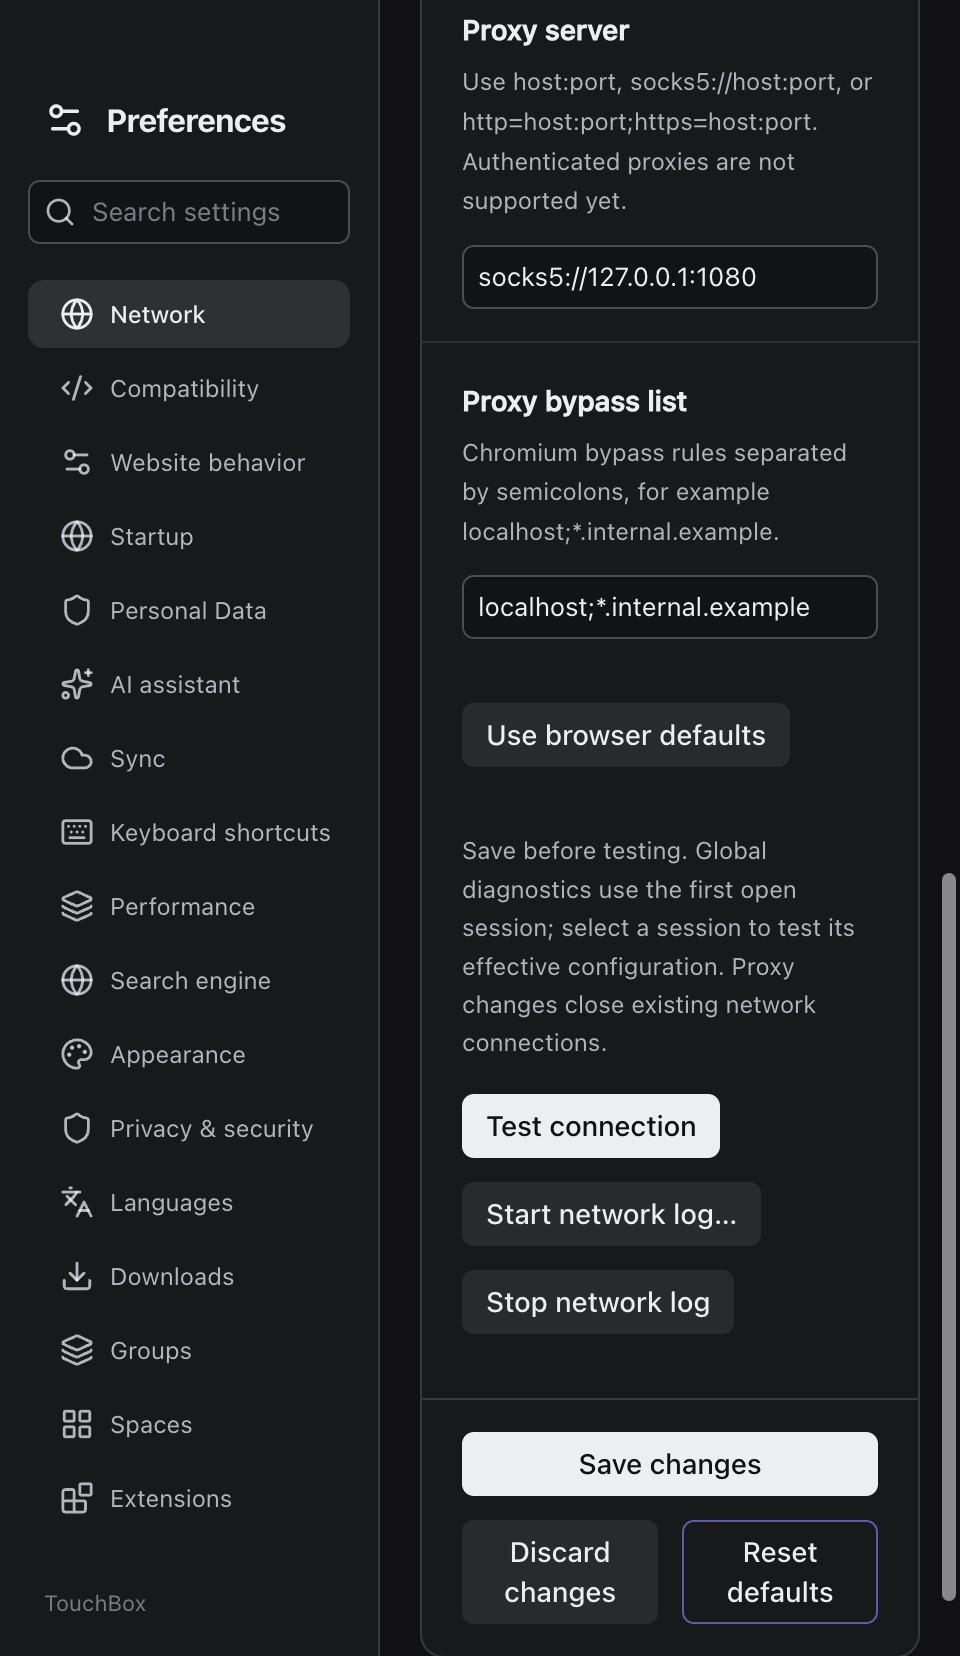 Preferences
Search settings
Network
Compatibility
Website behavior
Startup
Personal Data
AI assistant
Sync
Keyboard shortcuts
Performance
Search engine
Appearance
Privacy & security
Languages
Downloads
Groups
Spaces
Extensions
TouchBox
Proxy server
Use host:port, socks5://host:port, or
http=host:port;https=host:port.
Authenticated proxies are not
supported yet.
socks5://127.0.0.1:1080
Proxy bypass list
Chromium bypass rules separated
by semicolons, for example
localhost;*.internal.example.
localhost;*.internal.example
Use browser defaults
Save before testing. Global
diagnostics use the first open
session; select a session to test its
effective configuration. Proxy
changes close existing network
connections.
Test connection
Start network log...
Stop network log
Save changes
Discard
changes
Reset
defaults